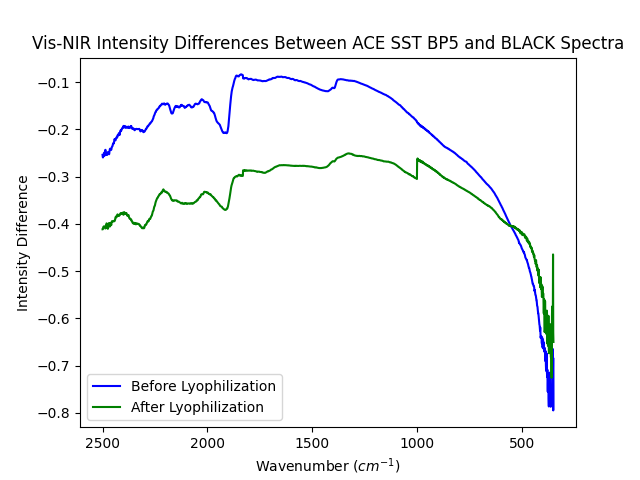 Vis-NIR Intensity Differences Between ACE SST BP5 and BLACK Spectra
Intensity Difference
−0.1
−0.2
−0.3
−0.4
−0.5
−0.6
−0.7
−0.8
Before Lyophilization
After Lyophilization
2500 2000 1500 1000 500
Wavenumber (cm⁻¹)